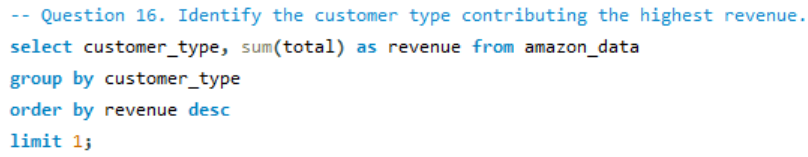 -- Question 16. Identify the customer type contributing the highest revenue.
select customer_type, sum(total) as revenue from amazon_data
group by customer_type
order by revenue desc
limit 1;